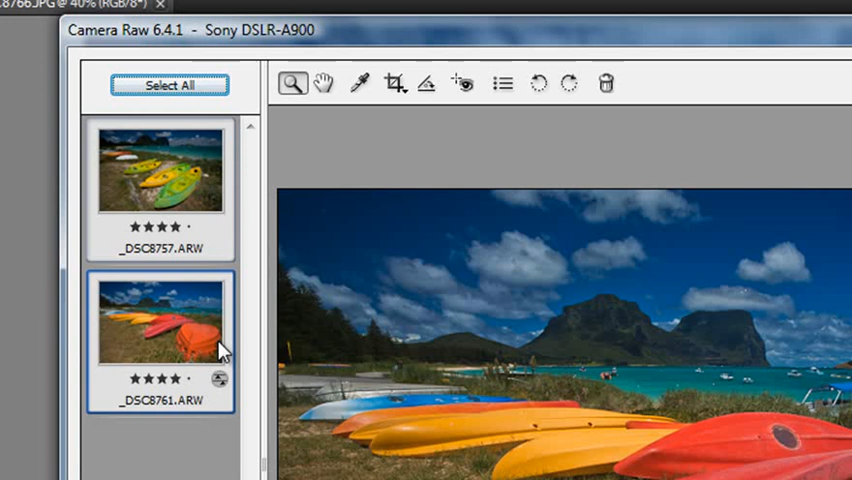 .8766.JPG @ 40% (RGB/8*) ×
Camera Raw 6.4.1 - Sony DSLR-A900
Select All
_DSC8757.ARW
_DSC8761.ARW